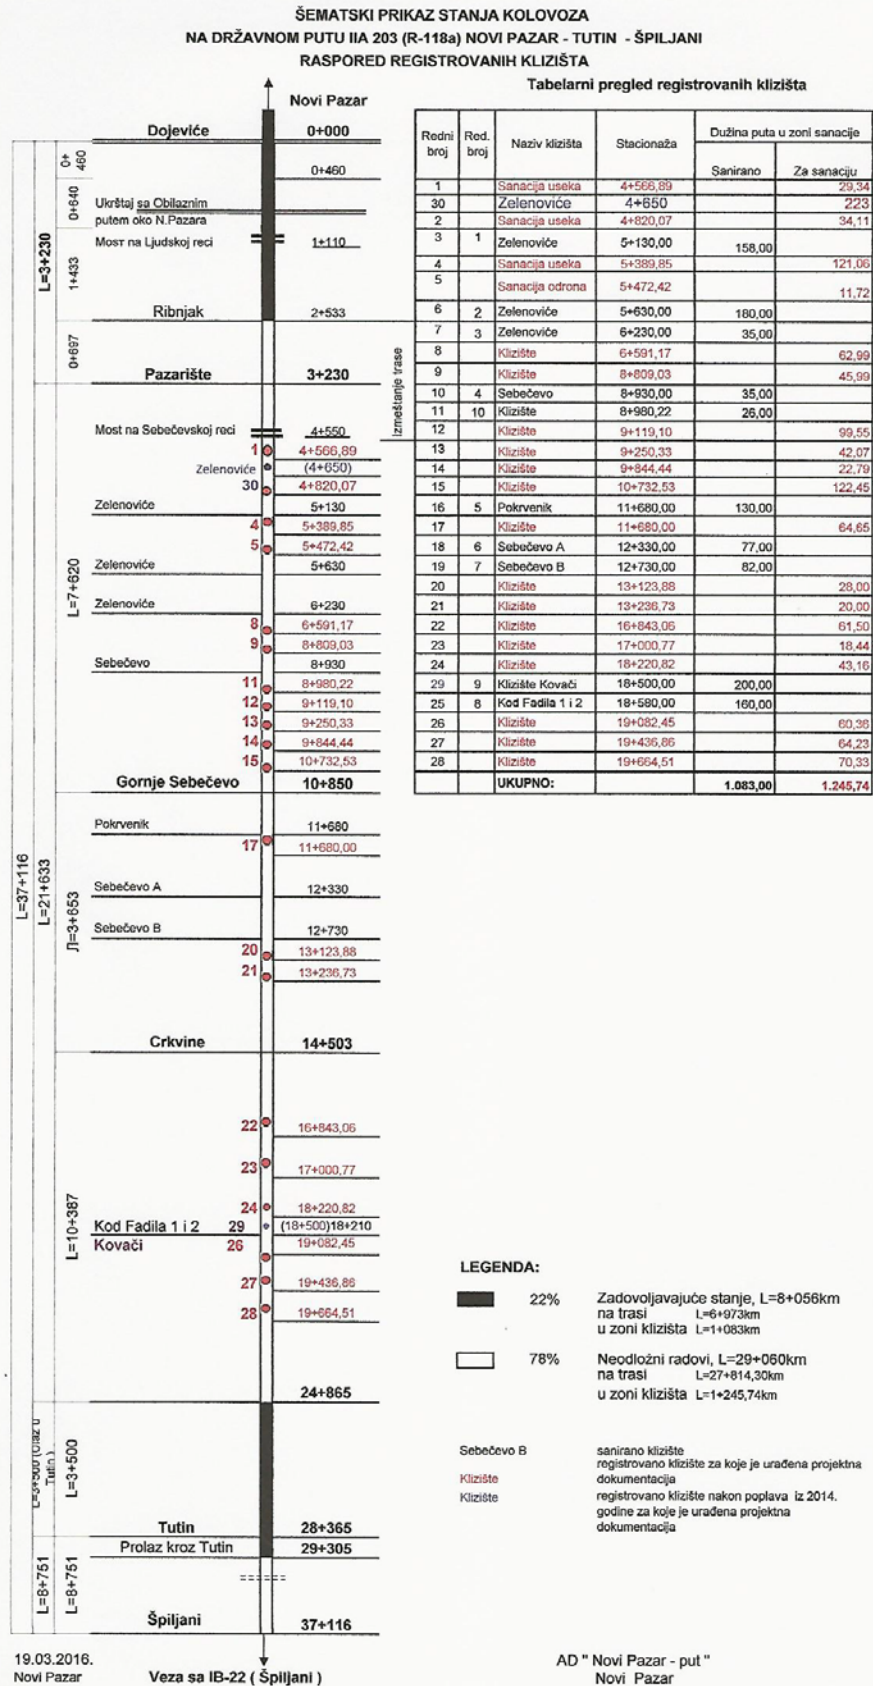 ŠEMATSKI PRIKAZ STANJA KOLOVOZA
NA DRŽAVNOM PUTU IIA 203 (R-118a) NOVI PAZAR - TUTIN - ŠPILJANI
RASPORED REGISTROVANIH KLIZIŠTA
Novi Pazar
Dojeviće 0+000
0+460
0+460
Ukrštaj sa Obilaznim
putem oko N.Pazara
0+640
Мост na Ljudskoj reci 1+110
1+433
L=3+230
Ribnjak 2+533
0+697
Pazarište 3+230
Izmeštanje trase
Most na Sebečevskoj reci 4+550
1 4+566,89
Zelenoviće (4+650)
30 4+820,07
Zelenoviće 5+130
4 5+389,85
5 5+472,42
Zelenoviće 5+630
L=7+620
Zelenoviće 6+230
8 6+591,17
9 8+809,03
Sebečevo 8+930
11 8+980,22
12 9+119,10
13 9+250,33
14 9+844,44
15 10+732,53
Gornje Sebečevo 10+850
Pokrvenik 11+680
17 11+680,00
L=37+116
L=21+633
Л=3+653
Sebečevo A 12+330
Sebečevo B 12+730
20 13+123,88
21 13+236,73
Crkvine 14+503
22 16+843,06
23 17+000,77
L=10+387
24 18+220,82
Kod Fadila 1 i 2 29 (18+500)18+210
Kovači 26 19+082,45
27 19+436,86
28 19+664,51
24+865
L=3+500 (Ulaz u
Tutin )
L=3+500
Tutin 28+365
Prolaz kroz Tutin 29+305
L=8+751
L=8+751
Špiljani 37+116
19.03.2016.
Novi Pazar
Veza sa IB-22 ( Špiljani )
Tabelarni pregled registrovanih klizišta
Redni broj Red. broj Naziv klizišta Stacionaža Dužina puta u zoni sanacije
Sanirano Za sanaciju
1 Sanacija useka 4+566,89 29,34
30 Zelenoviće 4+650 223
2 Sanacija useka 4+820,07 34,11
3 1 Zelenoviće 5+130,00 158,00
4 Sanacija useka 5+389,85 121,06
5 Sanacija odrona 5+472,42 11,72
6 2 Zelenoviće 5+630,00 180,00
7 3 Zelenoviće 6+230,00 35,00
8 Klizište 6+591,17 62,99
9 Klizište 8+809,03 45,99
10 4 Sebečevo 8+930,00 35,00
11 10 Klizište 8+980,22 26,00
12 Klizište 9+119,10 99,55
13 Klizište 9+250,33 42,07
14 Klizište 9+844,44 22,79
15 Klizište 10+732,53 122,45
16 5 Pokrvenik 11+680,00 130,00
17 Klizište 11+680,00 64,65
18 6 Sebečevo A 12+330,00 77,00
19 7 Sebečevo B 12+730,00 82,00
20 Klizište 13+123,88 28,00
21 Klizište 13+236,73 20,00
22 Klizište 16+843,06 61,50
23 Klizište 17+000,77 18,44
24 Klizište 18+220,82 43,16
29 9 Klizište Kovači 18+500,00 200,00
25 8 Kod Fadila 1 i 2 18+580,00 160,00
26 Klizište 19+082,45 60,36
27 Klizište 19+436,86 64,23
28 Klizište 19+664,51 70,33
UKUPNO: 1.083,00 1.245,74
LEGENDA:
22% Zadovoljavajuće stanje, L=8+056km
na trasi L=6+973km
u zoni klizišta L=1+083km
78% Neodložni radovi, L=29+060km
na trasi L=27+814,30km
u zoni klizišta L=1+245,74km
Sebečevo B sanirano klizište
registrovano klizište za koje je urađena projektna
Klizište dokumentacija
Klizište registrovano klizište nakon poplava iz 2014.
godine za koje je urađena projektna
dokumentacija
AD " Novi Pazar - put "
Novi Pazar